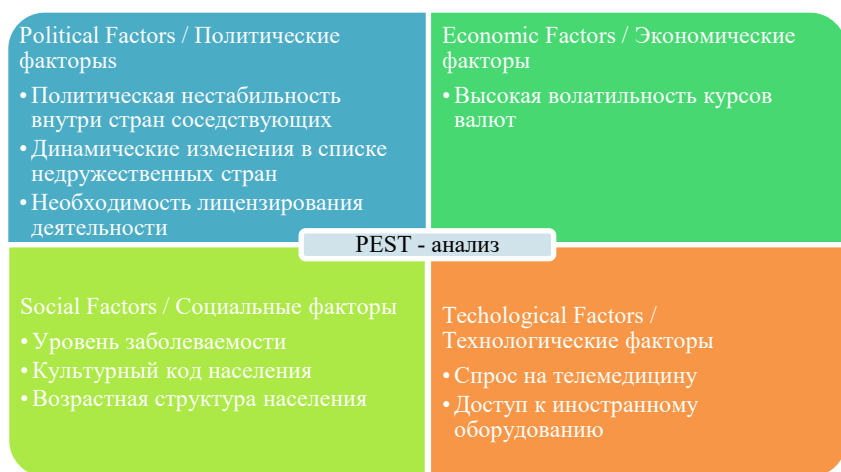 Political Factors / Политические
факторыs
• Политическая нестабильность
внутри стран соседствующих
• Динамические изменения в списке
недружественных стран
• Необходимость лицензирования
деятельности
Economic Factors / Экономические
факторы
• Высокая волатильность курсов
валют
PEST - анализ
Social Factors / Социальные факторы
• Уровень заболеваемости
• Культурный код населения
• Возрастная структура населения
Techological Factors /
Технологические факторы
• Спрос на телемедицину
• Доступ к иностранному
оборудованию